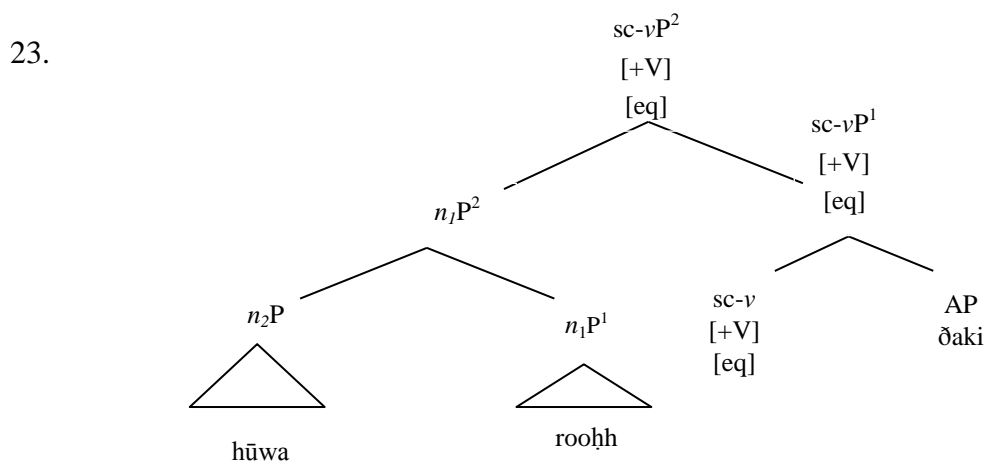 23.
sc-vP²
[+V]
[eq]
sc-vP¹
[+V]
[eq]
n₁P²
n₂P
n₁P¹
sc-v
[+V]
[eq]
AP
ðaki
hūwa
rooḥh